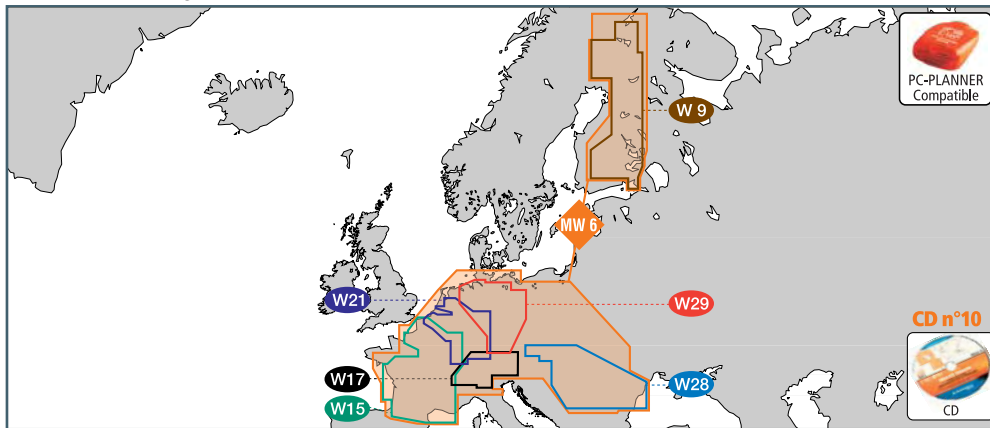 PC-PLANNER
Compatible
W 9
MW 6
W21
W29
CD n°10
W17
W28
W15
CD